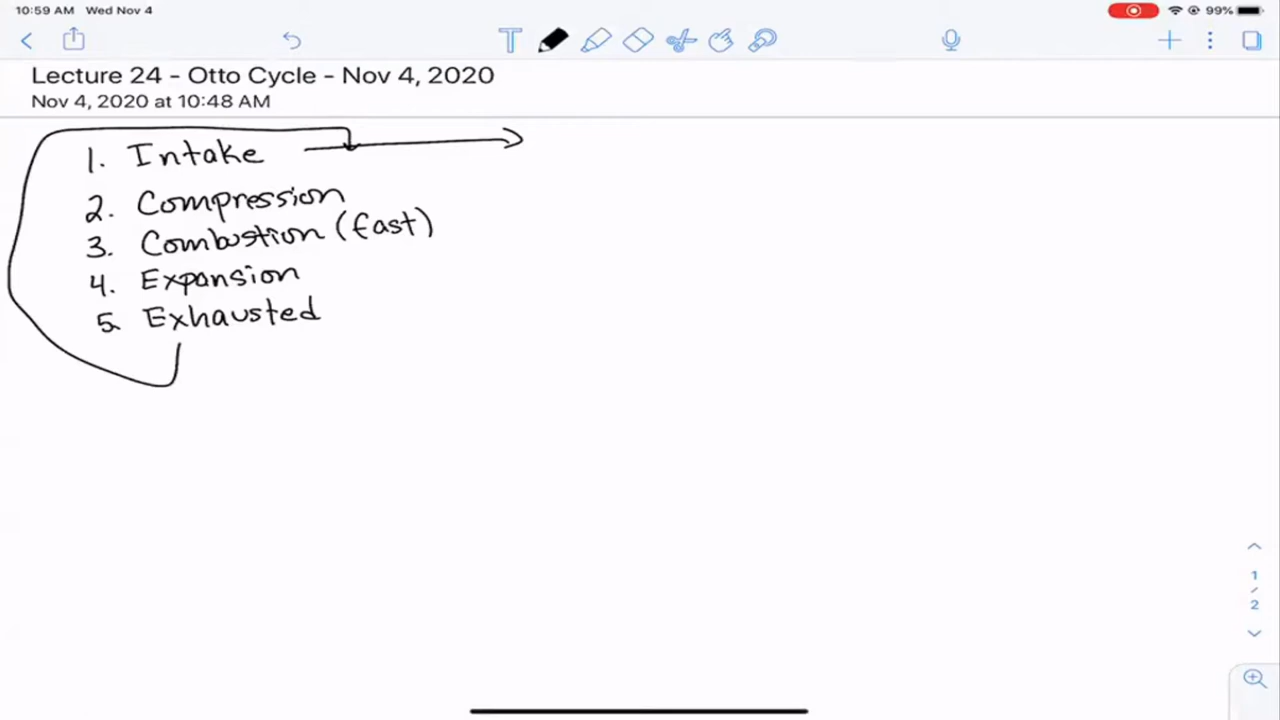 10:59 AM Wed Nov 4
99%
Lecture 24 - Otto Cycle - Nov 4, 2020
Nov 4, 2020 at 10:48 AM
1. Intake
2. Compression
3. Combustion (fast)
4. Expansion
5. Exhausted
1
/
2